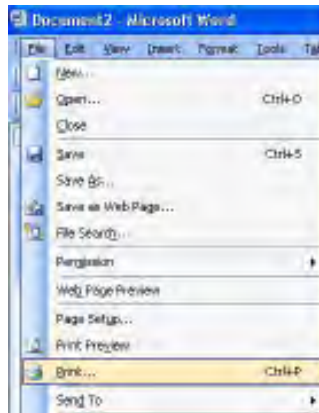 Document2 - Microsoft Word
File Edit View Insert Format Tools Ta
New...
Open... Ctrl+O
Close
Save Ctrl+S
Save As...
Save as Web Page...
File Search...
Permission
Web Page Preview
Page Setup...
Print Preview
Print... Ctrl+P
Send To